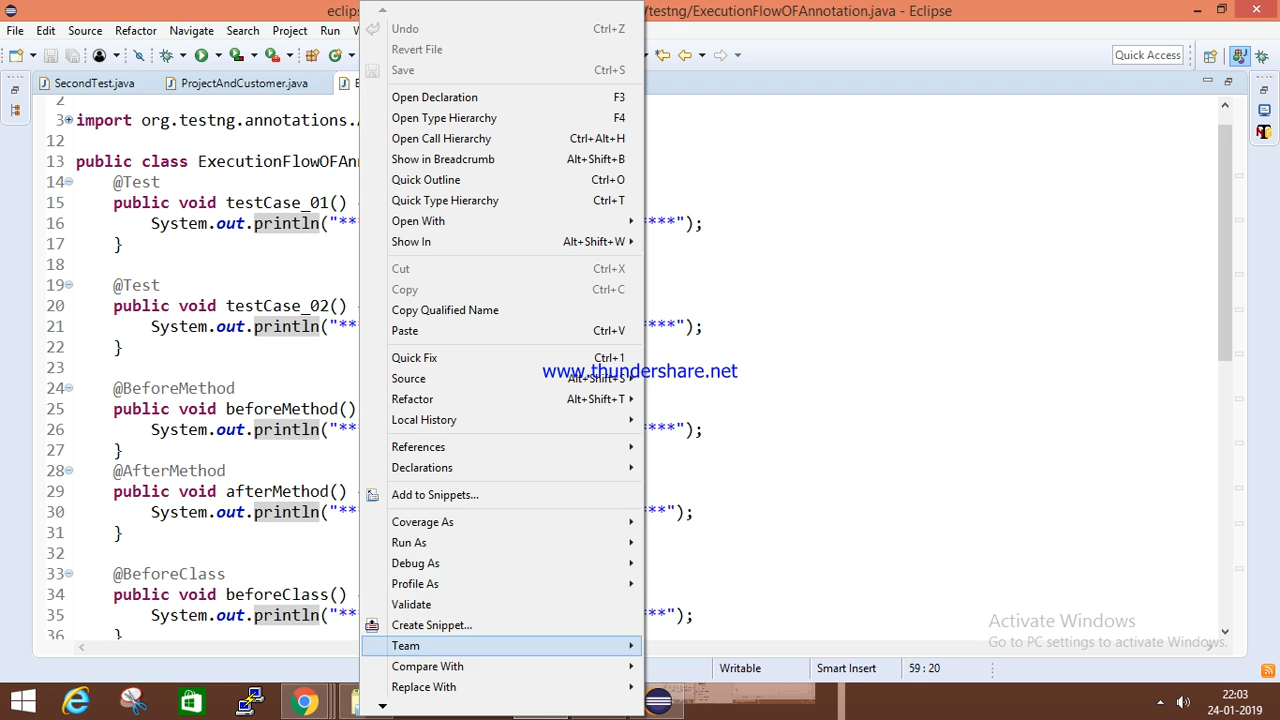 eclips
/testng/ExecutionFlowOFAnnotation.java - Eclipse
File Edit Source Refactor Navigate Search Project Run
Quick Access
SecondTest.java ProjectAndCustomer.java
2
3 import org.testng.annotations.
12
13 public class ExecutionFlowOFAn
14 @Test
15 public void testCase_01()
16 System.out.println("** ***");
17 }
18
19 @Test
20 public void testCase_02()
21 System.out.println("** ***");
22 }
23
24 @BeforeMethod
25 public void beforeMethod()
26 System.out.println("** ***");
27 }
28 @AfterMethod
29 public void afterMethod()
30 System.out.println("** **");
31 }
32
33 @BeforeClass
34 public void beforeClass()
35 System.out.println("** **");
36 }
Undo Ctrl+Z
Revert File
Save Ctrl+S
Open Declaration F3
Open Type Hierarchy F4
Open Call Hierarchy Ctrl+Alt+H
Show in Breadcrumb Alt+Shift+B
Quick Outline Ctrl+O
Quick Type Hierarchy Ctrl+T
Open With
Show In Alt+Shift+W
Cut Ctrl+X
Copy Ctrl+C
Copy Qualified Name
Paste Ctrl+V
Quick Fix Ctrl+1
Source Alt+Shift+S
Refactor Alt+Shift+T
Local History
References
Declarations
Add to Snippets...
Coverage As
Run As
Debug As
Profile As
Validate
Create Snippet...
Team
Compare With
Replace With
www.thundershare.net
Activate Windows
Go to PC settings to activate Windows.
Writable Smart Insert 59 : 20
22:03
24-01-2019